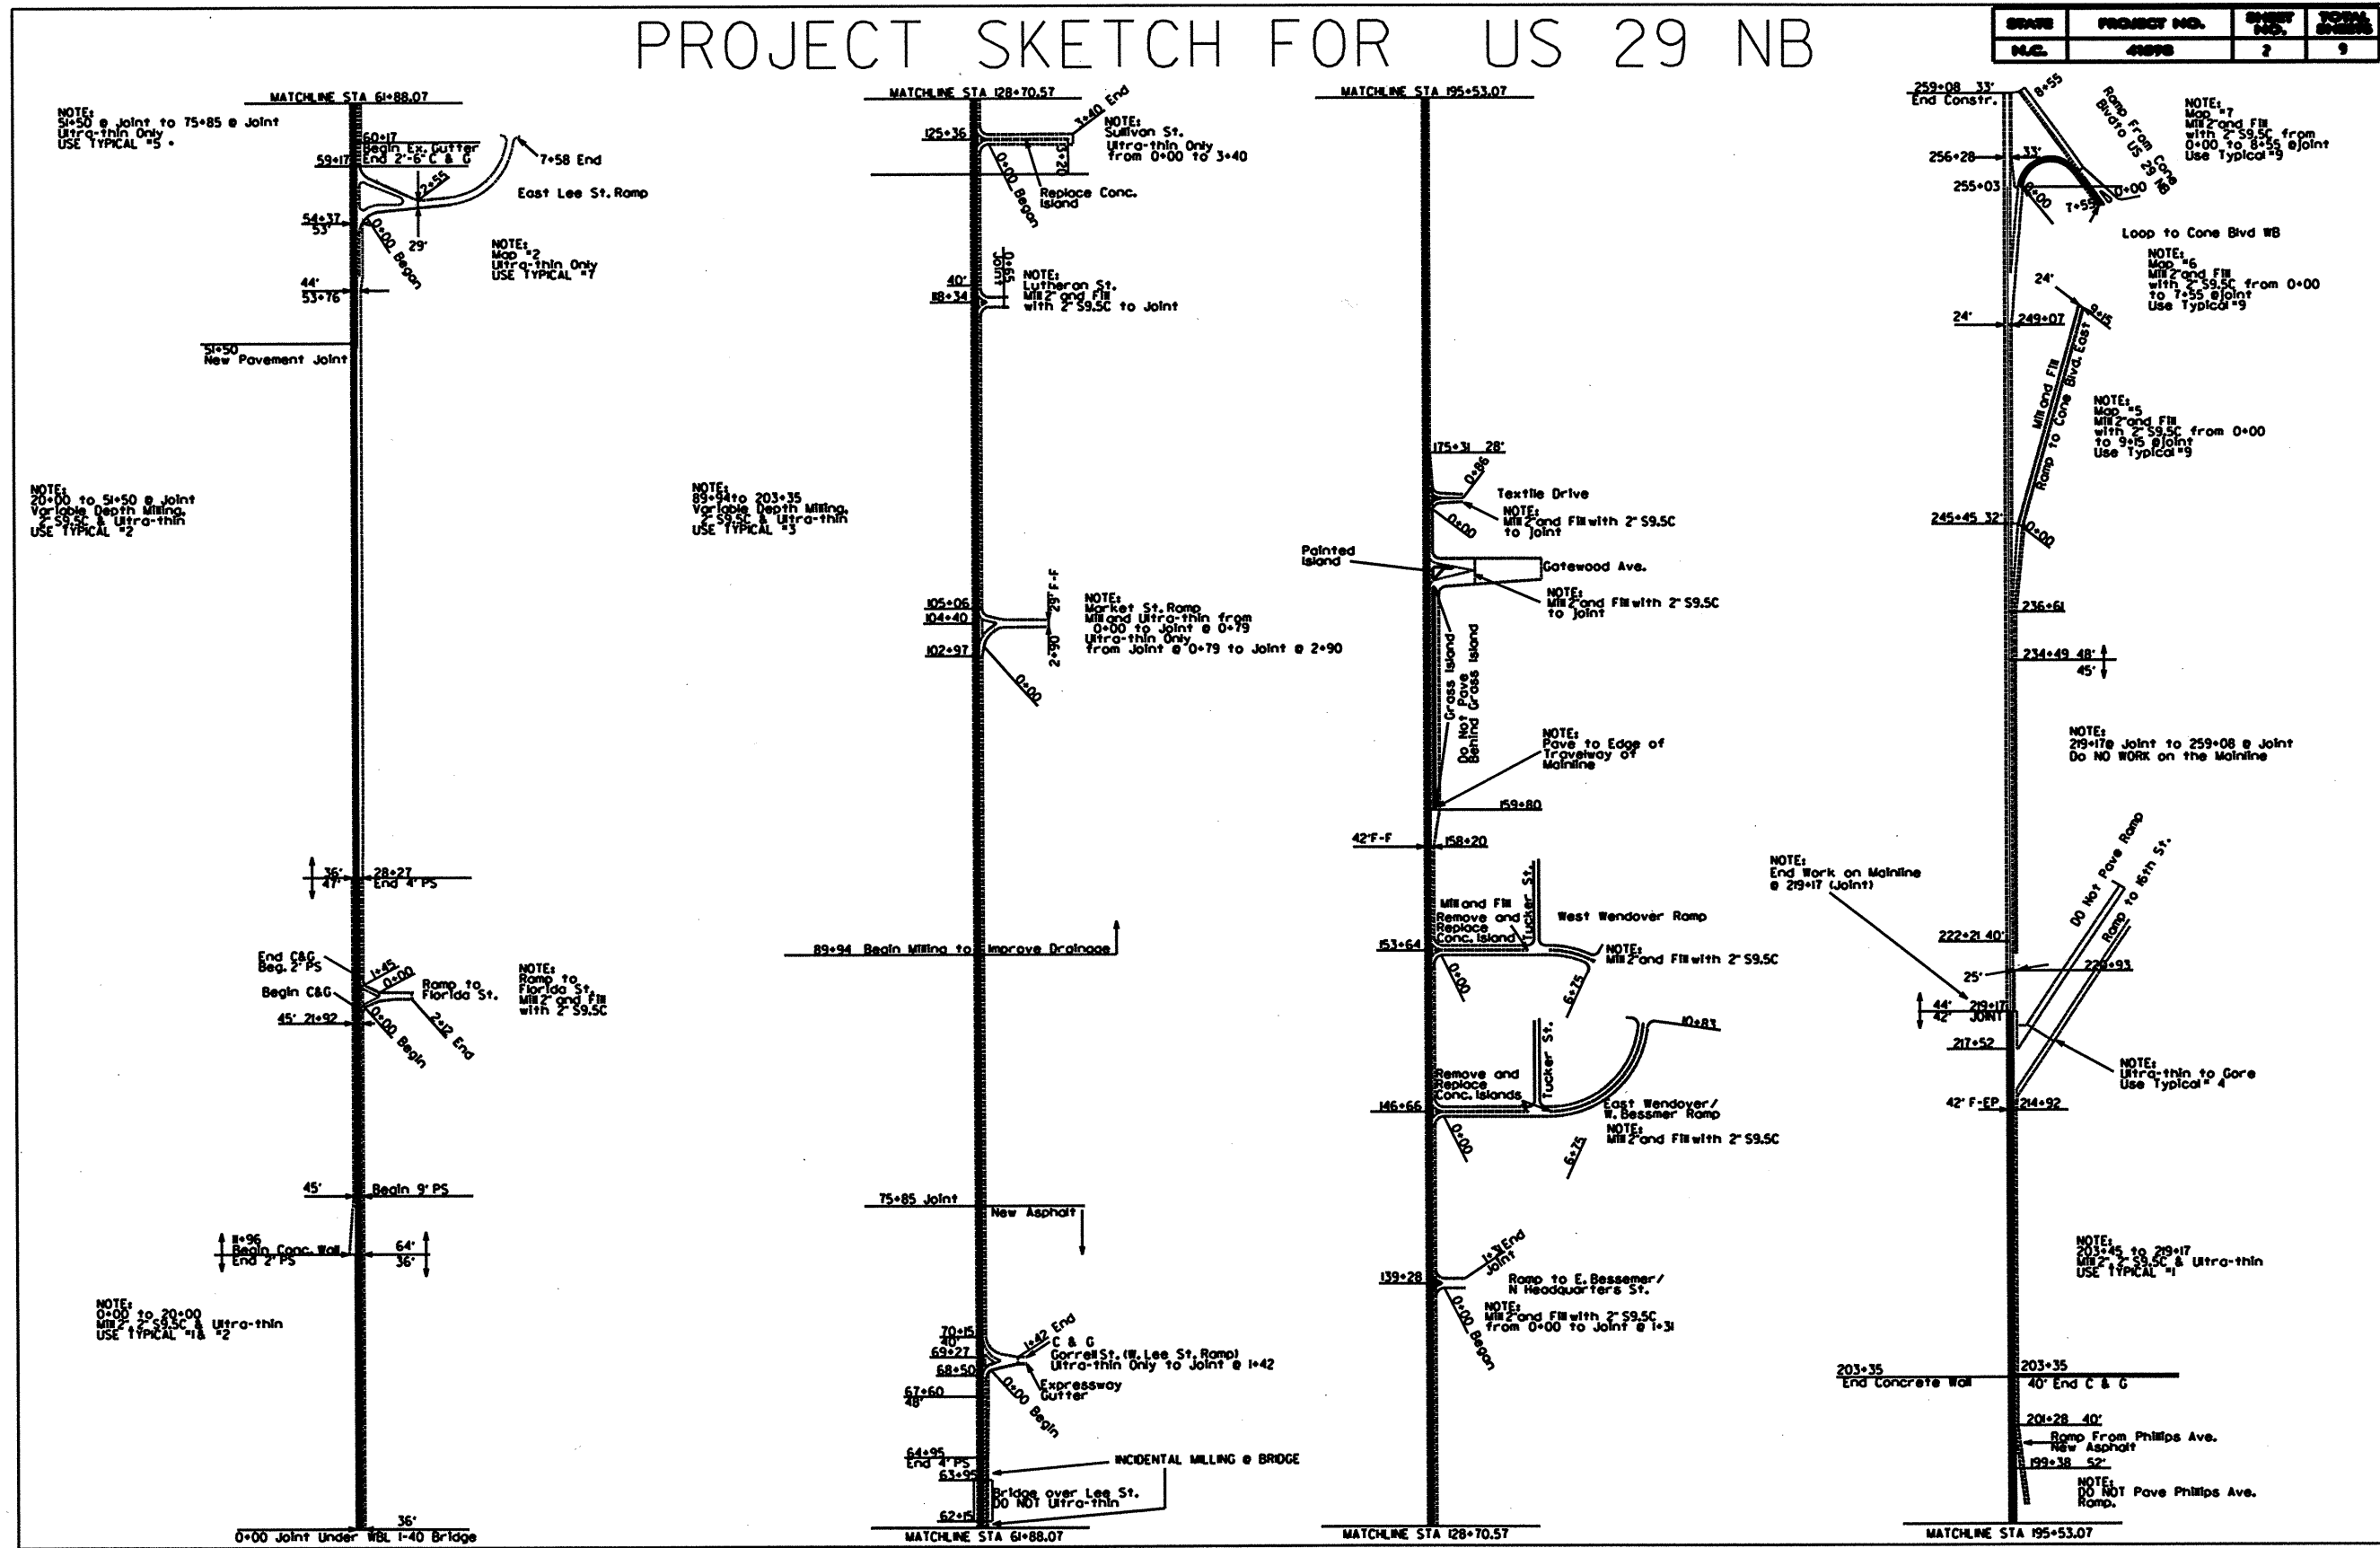 PROJECT SKETCH FOR US 29 NB
STATE PROJECT NO. SHEET NO. TOTAL SHEETS
N.C. 2 9
MATCHLINE STA 61+88.07
NOTE:
51+50 @ Joint to 75+85 @ Joint
Ultra-thin Only
USE TYPICAL #5
60+17
Begin Ex. Gutter
End 2'-6" C & G
59+17
2+55
7+58 End
East Lee St. Ramp
54+37
53'
0+00 Began
29'
NOTE:
Map #2
Ultra-thin Only
USE TYPICAL #7
44'
53+76
51+50
New Pavement Joint
NOTE:
20+00 to 51+50 @ Joint
Variable Depth Milling,
2" S9.5C & Ultra-thin
USE TYPICAL #2
36'
47'
28+27
End 4' PS
End C&G
Beg. 2' PS
1+45
0+00
Begin C&G
Ramp to
Florida St.
NOTE:
Ramp to
Florida St.
Mill 2" and Fill
with 2" S9.5C
45' 21+92
0+00 Begin
2+12 End
45'
Begin 9' PS
11+96
Begin Conc. Wall
End 2' PS
64'
36'
NOTE:
0+00 to 20+00
Mill 2", 2" S9.5C & Ultra-thin
USE TYPICAL #1 & #2
36'
0+00 Joint Under WBL I-40 Bridge
MATCHLINE STA 128+70.57
125+36
3+40 End
NOTE:
Sullivan St.
Ultra-thin Only
from 0+00 to 3+40
3+20
0+00 Began
Replace Conc.
Island
0+65
Joint
40'
118+34
NOTE:
Lutheran St.
Mill 2" and Fill
with 2" S9.5C to Joint
NOTE:
89+94 to 203+35
Variable Depth Milling,
2" S9.5C & Ultra-thin
USE TYPICAL #3
105+06
104+40
102+97
29' F-F
2+90
0+00
NOTE:
Market St. Ramp
Mill and Ultra-thin from
0+00 to Joint @ 0+79
Ultra-thin Only
from Joint @ 0+79 to Joint @ 2+90
89+94 Begin Milling to Improve Drainage
75+85 Joint
New Asphalt
70+15
40'
69+27
68+50
67+60
48'
1+42 End
C & G
Gorrell St. (W. Lee St. Ramp)
Ultra-thin Only to Joint @ 1+42
Expressway
Gutter
0+00 Begin
64+95
End 4' PS
63+95
INCIDENTAL MILLING @ BRIDGE
Bridge over Lee St.
DO NOT Ultra-thin
62+15
MATCHLINE STA 61+88.07
MATCHLINE STA 195+53.07
175+31 28'
0+86
Textile Drive
NOTE:
Mill 2" and Fill with 2" S9.5C
to joint
0+00
Painted
Island
Gatewood Ave.
NOTE:
Mill 2" and Fill with 2" S9.5C
to joint
Grass Island
Do Not Pave
Behind Grass Island
NOTE:
Pave to Edge of
Travelway of
Mainline
159+80
42' F-F
158+20
Mill and Fill
Remove and
Replace
Conc. Island
Tucker St.
West Wendover Ramp
153+64
NOTE:
Mill 2" and Fill with 2" S9.5C
0+00
6+75
Tucker St.
10+83
Remove and
Replace
Conc. Islands
146+66
East Wendover/
W. Bessmer Ramp
NOTE:
Mill 2" and Fill with 2" S9.5C
0+00
6+75
1+31 End
Joint
139+28
Ramp to E. Bessemer/
N Headquarters St.
NOTE:
Mill 2" and Fill with 2" S9.5C
from 0+00 to Joint @ 1+31
0+00 Began
MATCHLINE STA 128+70.57
259+08 33'
End Constr.
8+55
Ramp From Cone
Blvd to US 29 NB
NOTE:
Map #7
Mill 2" and Fill
with 2" S9.5C from
0+00 to 8+55 @joint
Use Typical #9
256+28
33'
255+03
0+00
0+00
7+55
Loop to Cone Blvd WB
NOTE:
Map #6
Mill 2" and Fill
with 2" S9.5C from 0+00
to 7+55 @joint
Use Typical #9
24'
24'
249+07
9+15
Mill and Fill
Ramp to Cone Blvd. East
NOTE:
Map #5
Mill 2" and Fill
with 2" S9.5C from 0+00
to 9+15 @joint
Use Typical #9
245+45 32'
0+00
236+61
234+49 48'
45'
NOTE:
219+17@ Joint to 259+08 @ Joint
Do NO WORK on the Mainline
NOTE:
End Work on Mainline
@ 219+17 (Joint)
DO Not Pave Ramp
Ramp to 16th St.
222+21 40'
25'
44' 219+17
42' JOINT
217+52
NOTE:
Ultra-thin to Gore
Use Typical # 4
42' F-EP
214+92
NOTE:
203+45 to 219+17
Mill 2", 2" S9.5C & Ultra-thin
USE TYPICAL #1
203+35
End Concrete Wall
203+35
40' End C & G
201+28 40'
Ramp From Phillips Ave.
New Asphalt
199+38 52'
NOTE:
DO NOT Pave Phillips Ave.
Ramp.
MATCHLINE STA 195+53.07